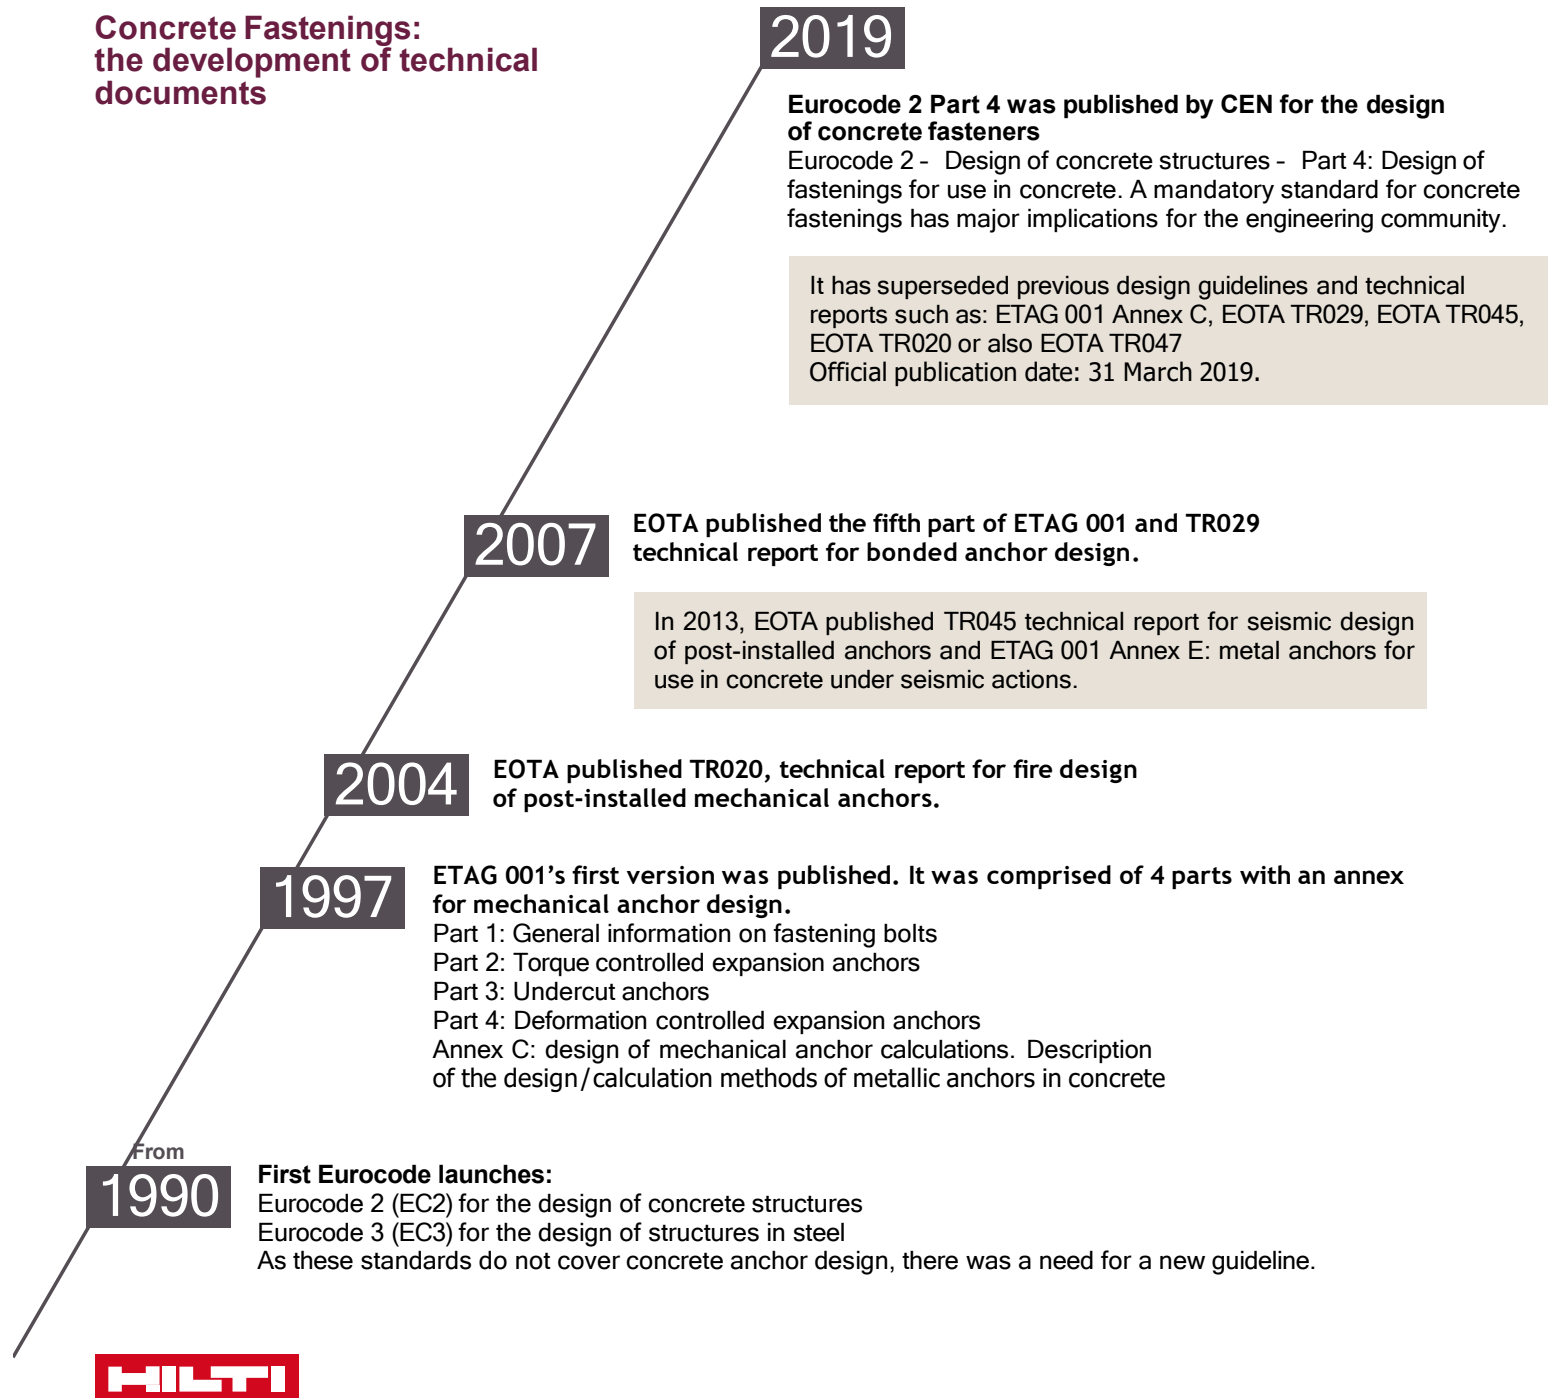 Concrete Fastenings:
the development of technical
documents
2019
Eurocode 2 Part 4 was published by CEN for the design
of concrete fasteners
Eurocode 2 – Design of concrete structures – Part 4: Design of
fastenings for use in concrete. A mandatory standard for concrete
fastenings has major implications for the engineering community.
It has superseded previous design guidelines and technical
reports such as: ETAG 001 Annex C, EOTA TR029, EOTA TR045,
EOTA TR020 or also EOTA TR047
Official publication date: 31 March 2019.
2007
EOTA published the fifth part of ETAG 001 and TR029
technical report for bonded anchor design.
In 2013, EOTA published TR045 technical report for seismic design
of post-installed anchors and ETAG 001 Annex E: metal anchors for
use in concrete under seismic actions.
2004
EOTA published TR020, technical report for fire design
of post-installed mechanical anchors.
1997
ETAG 001’s first version was published. It was comprised of 4 parts with an annex
for mechanical anchor design.
Part 1: General information on fastening bolts
Part 2: Torque controlled expansion anchors
Part 3: Undercut anchors
Part 4: Deformation controlled expansion anchors
Annex C: design of mechanical anchor calculations. Description
of the design/calculation methods of metallic anchors in concrete
From
1990
First Eurocode launches:
Eurocode 2 (EC2) for the design of concrete structures
Eurocode 3 (EC3) for the design of structures in steel
As these standards do not cover concrete anchor design, there was a need for a new guideline.
HILTI